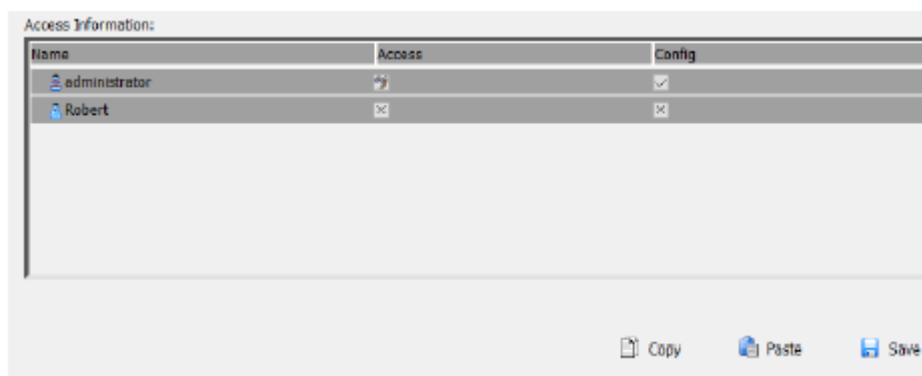 Access Information:
Name Access Config
administrator
Robert
Copy Paste Save